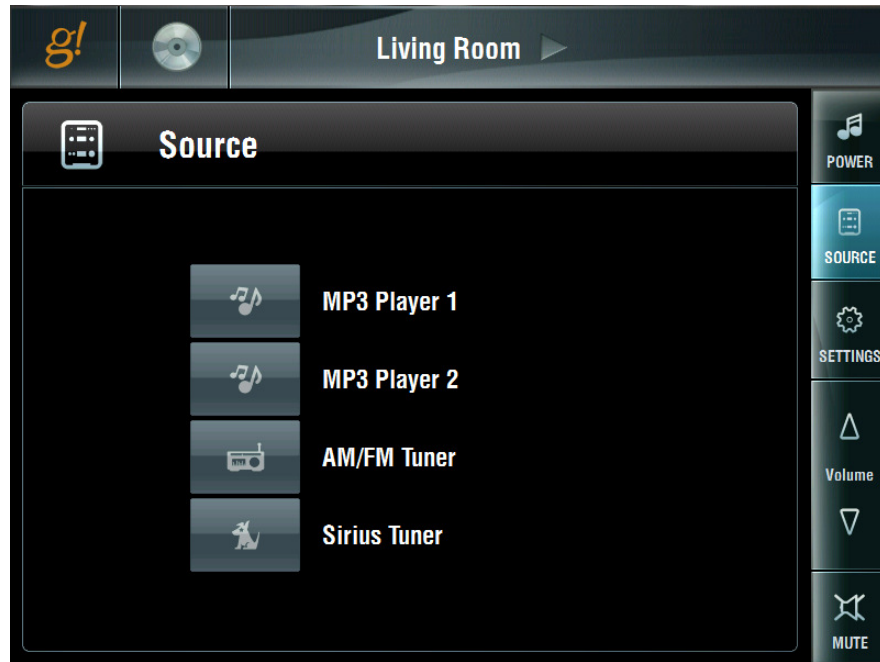 g!
Living Room
Source
POWER
SOURCE
MP3 Player 1
SETTINGS
MP3 Player 2
AM/FM Tuner
Volume
Sirius Tuner
MUTE